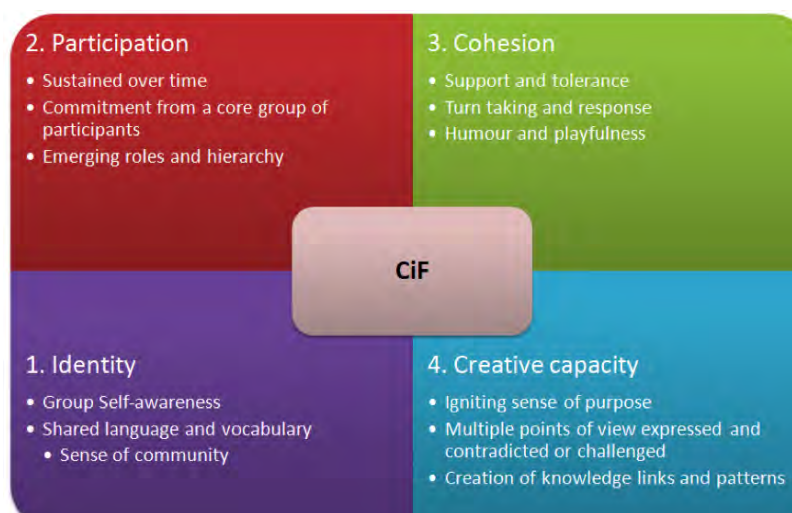 2. Participation
• Sustained over time
• Commitment from a core group of
participants
• Emerging roles and hierarchy
3. Cohesion
• Support and tolerance
• Turn taking and response
• Humour and playfulness
CiF
1. Identity
• Group Self-awareness
• Shared language and vocabulary
• Sense of community
4. Creative capacity
• Igniting sense of purpose
• Multiple points of view expressed and
contradicted or challenged
• Creation of knowledge links and patterns